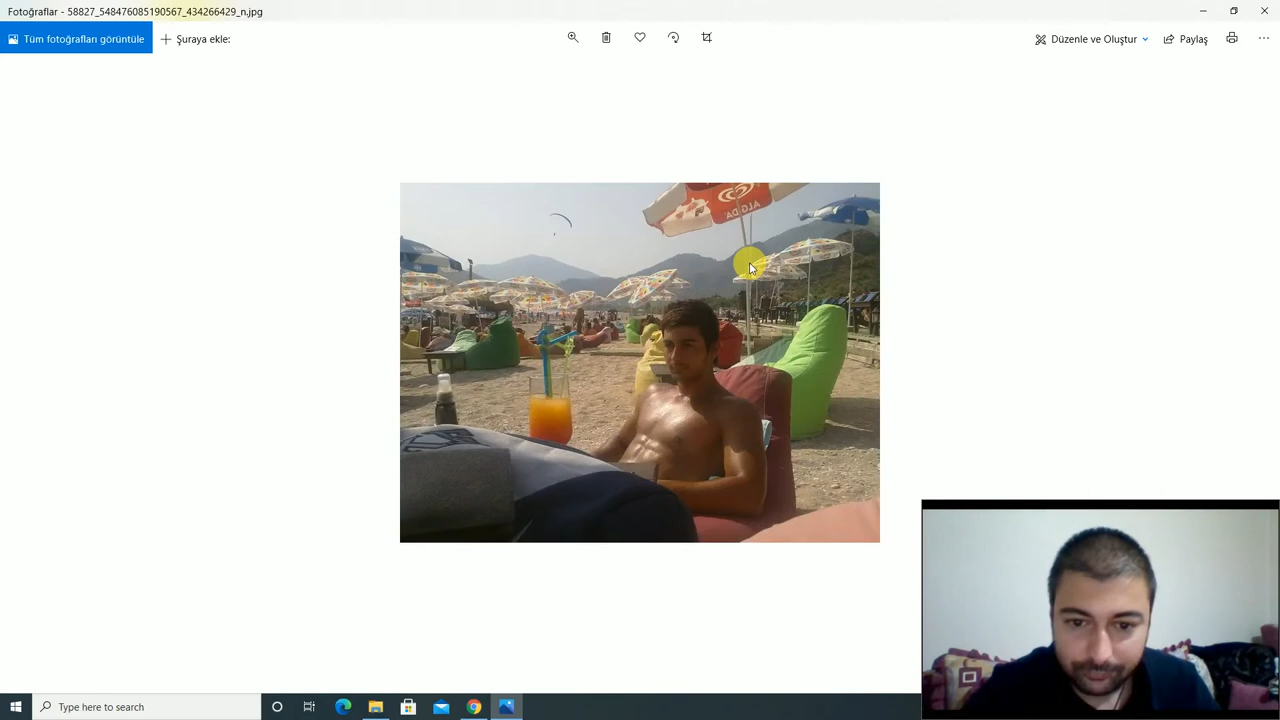 Fotoğraflar - 58827_548476085190567_434266429_n.jpg
Tüm fotoğrafları görüntüle
Şuraya ekle:
Düzenle ve Oluştur
Paylaş
ALGIDA
Type here to search